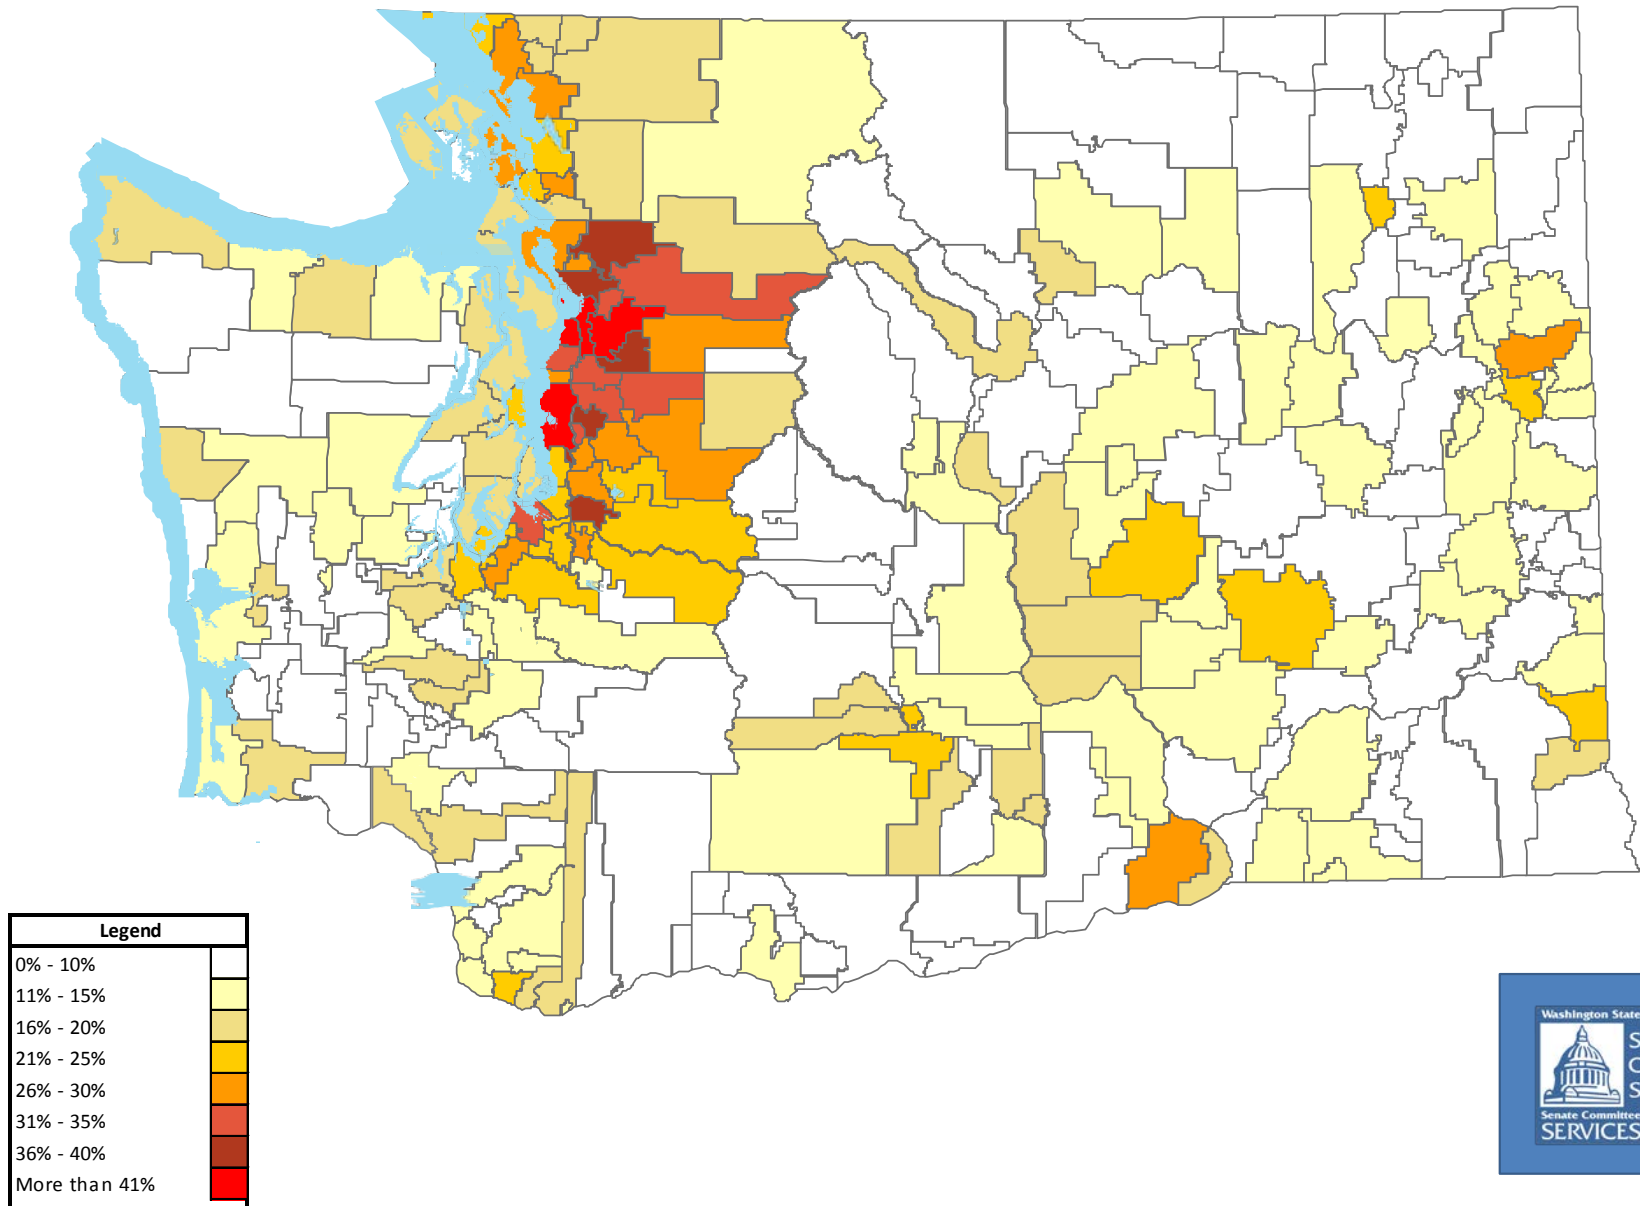 Legend
0% - 10%
11% - 15%
16% - 20%
21% - 25%
26% - 30%
31% - 35%
36% - 40%
More than 41%
Washington State
S
C
S
Senate Committee
SERVICES